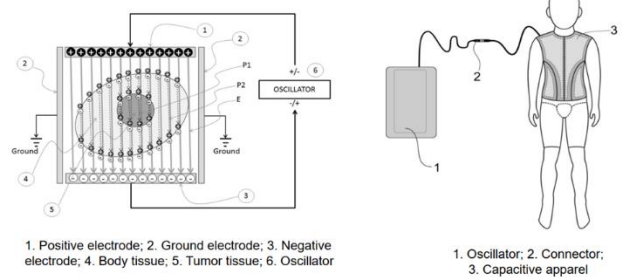 1
2
2
P1
P2
E
+/-
6
OSCILLATOR
-/+
Ground
Ground
4
5
3
1. Positive electrode; 2. Ground electrode; 3. Negative
electrode; 4. Body tissue; 5. Tumor tissue; 6. Oscillator
3
2
1
1. Oscillator; 2. Connector;
3. Capacitive apparel